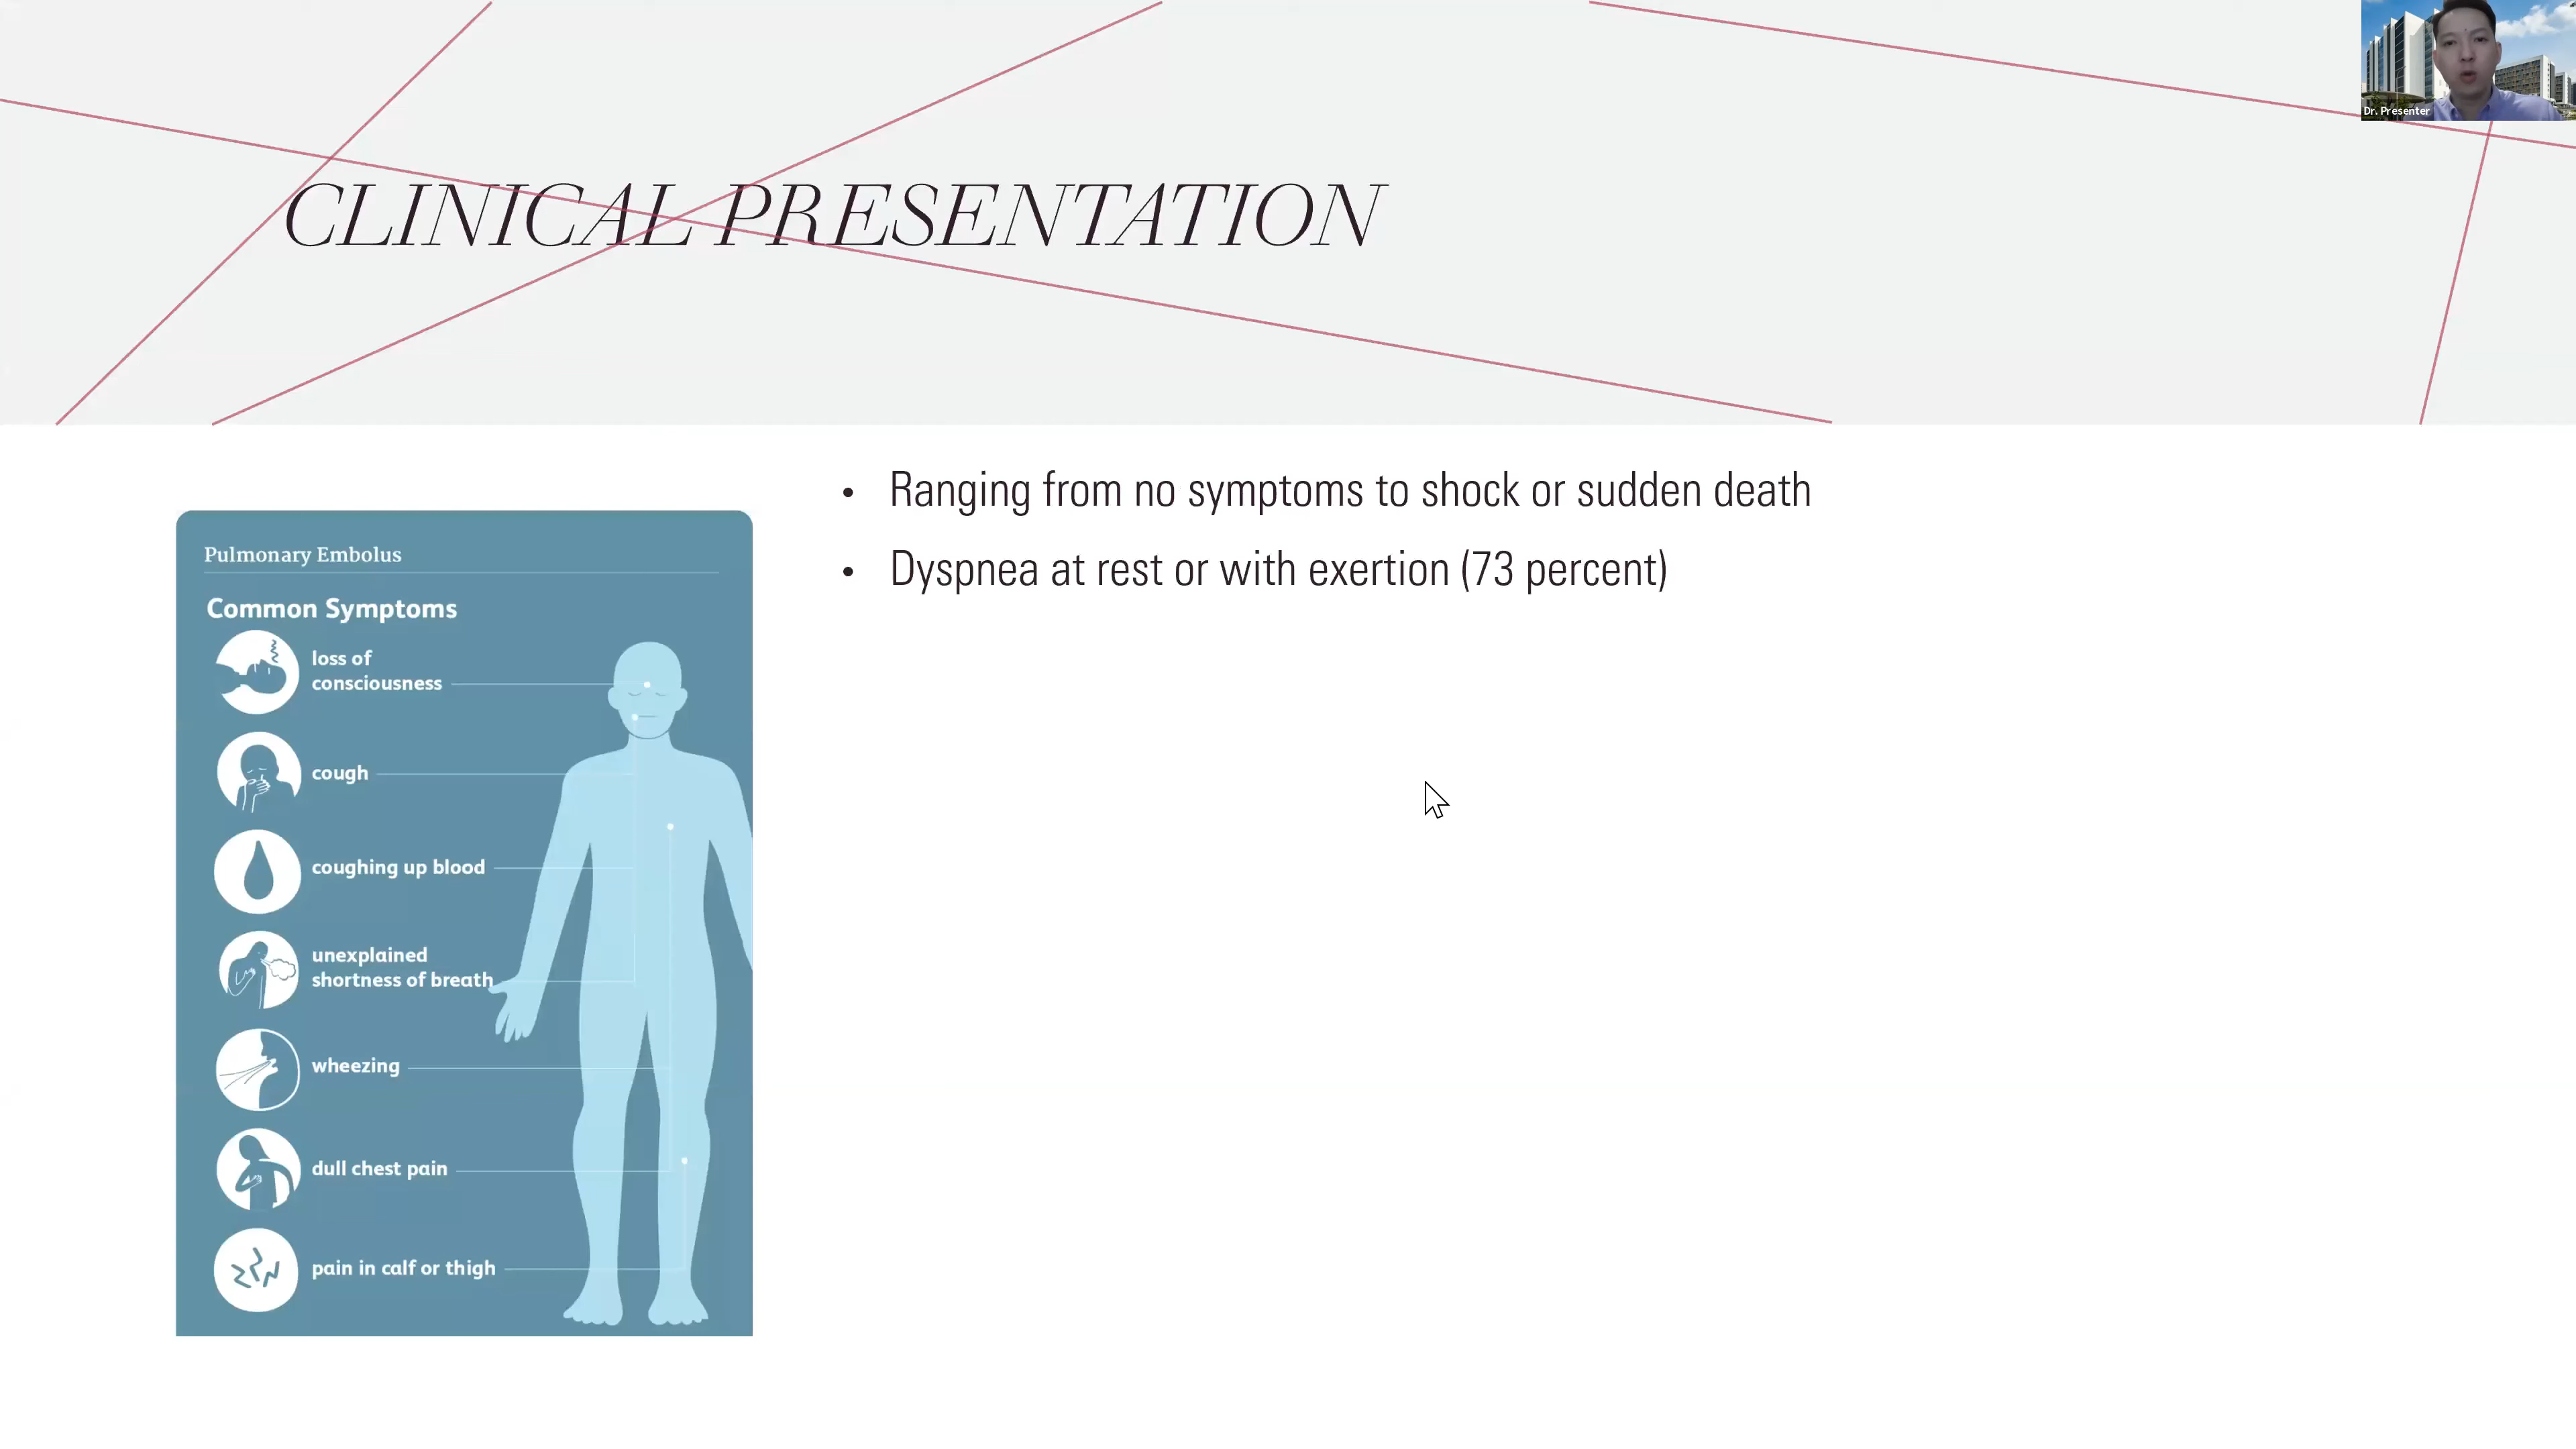 Dr. Presenter
CLINICAL PRESENTATION
• Ranging from no symptoms to shock or sudden death
• Dyspnea at rest or with exertion (73 percent)
Pulmonary Embolus
Common Symptoms
loss of
consciousness
cough
coughing up blood
unexplained
shortness of breath
wheezing
dull chest pain
pain in calf or thigh